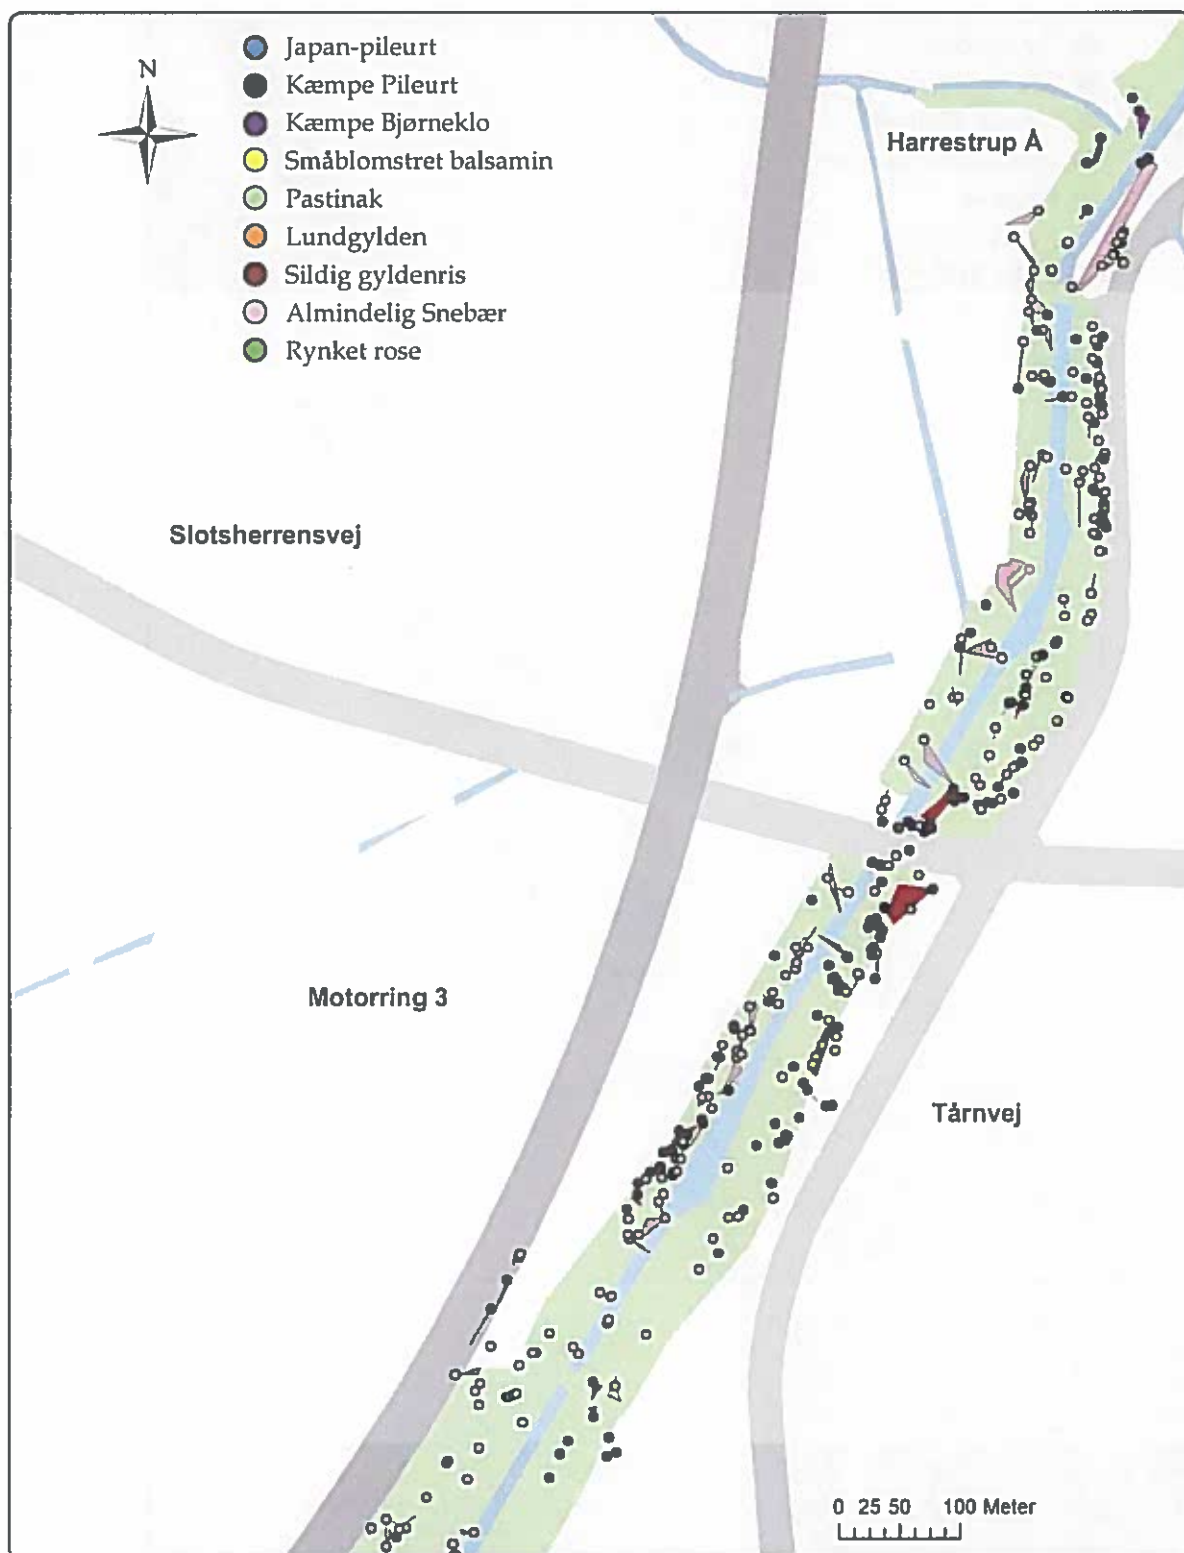 N
Japan-pileurt
Kæmpe Pileurt
Kæmpe Bjørneklo
Småblomstret balsamin
Pastinak
Lundgylden
Sildig gyldenris
Almindelig Snebær
Rynket rose
Harrestrup Å
Slotsherrensvej
Motorring 3
Tårnvej
0 25 50 100 Meter